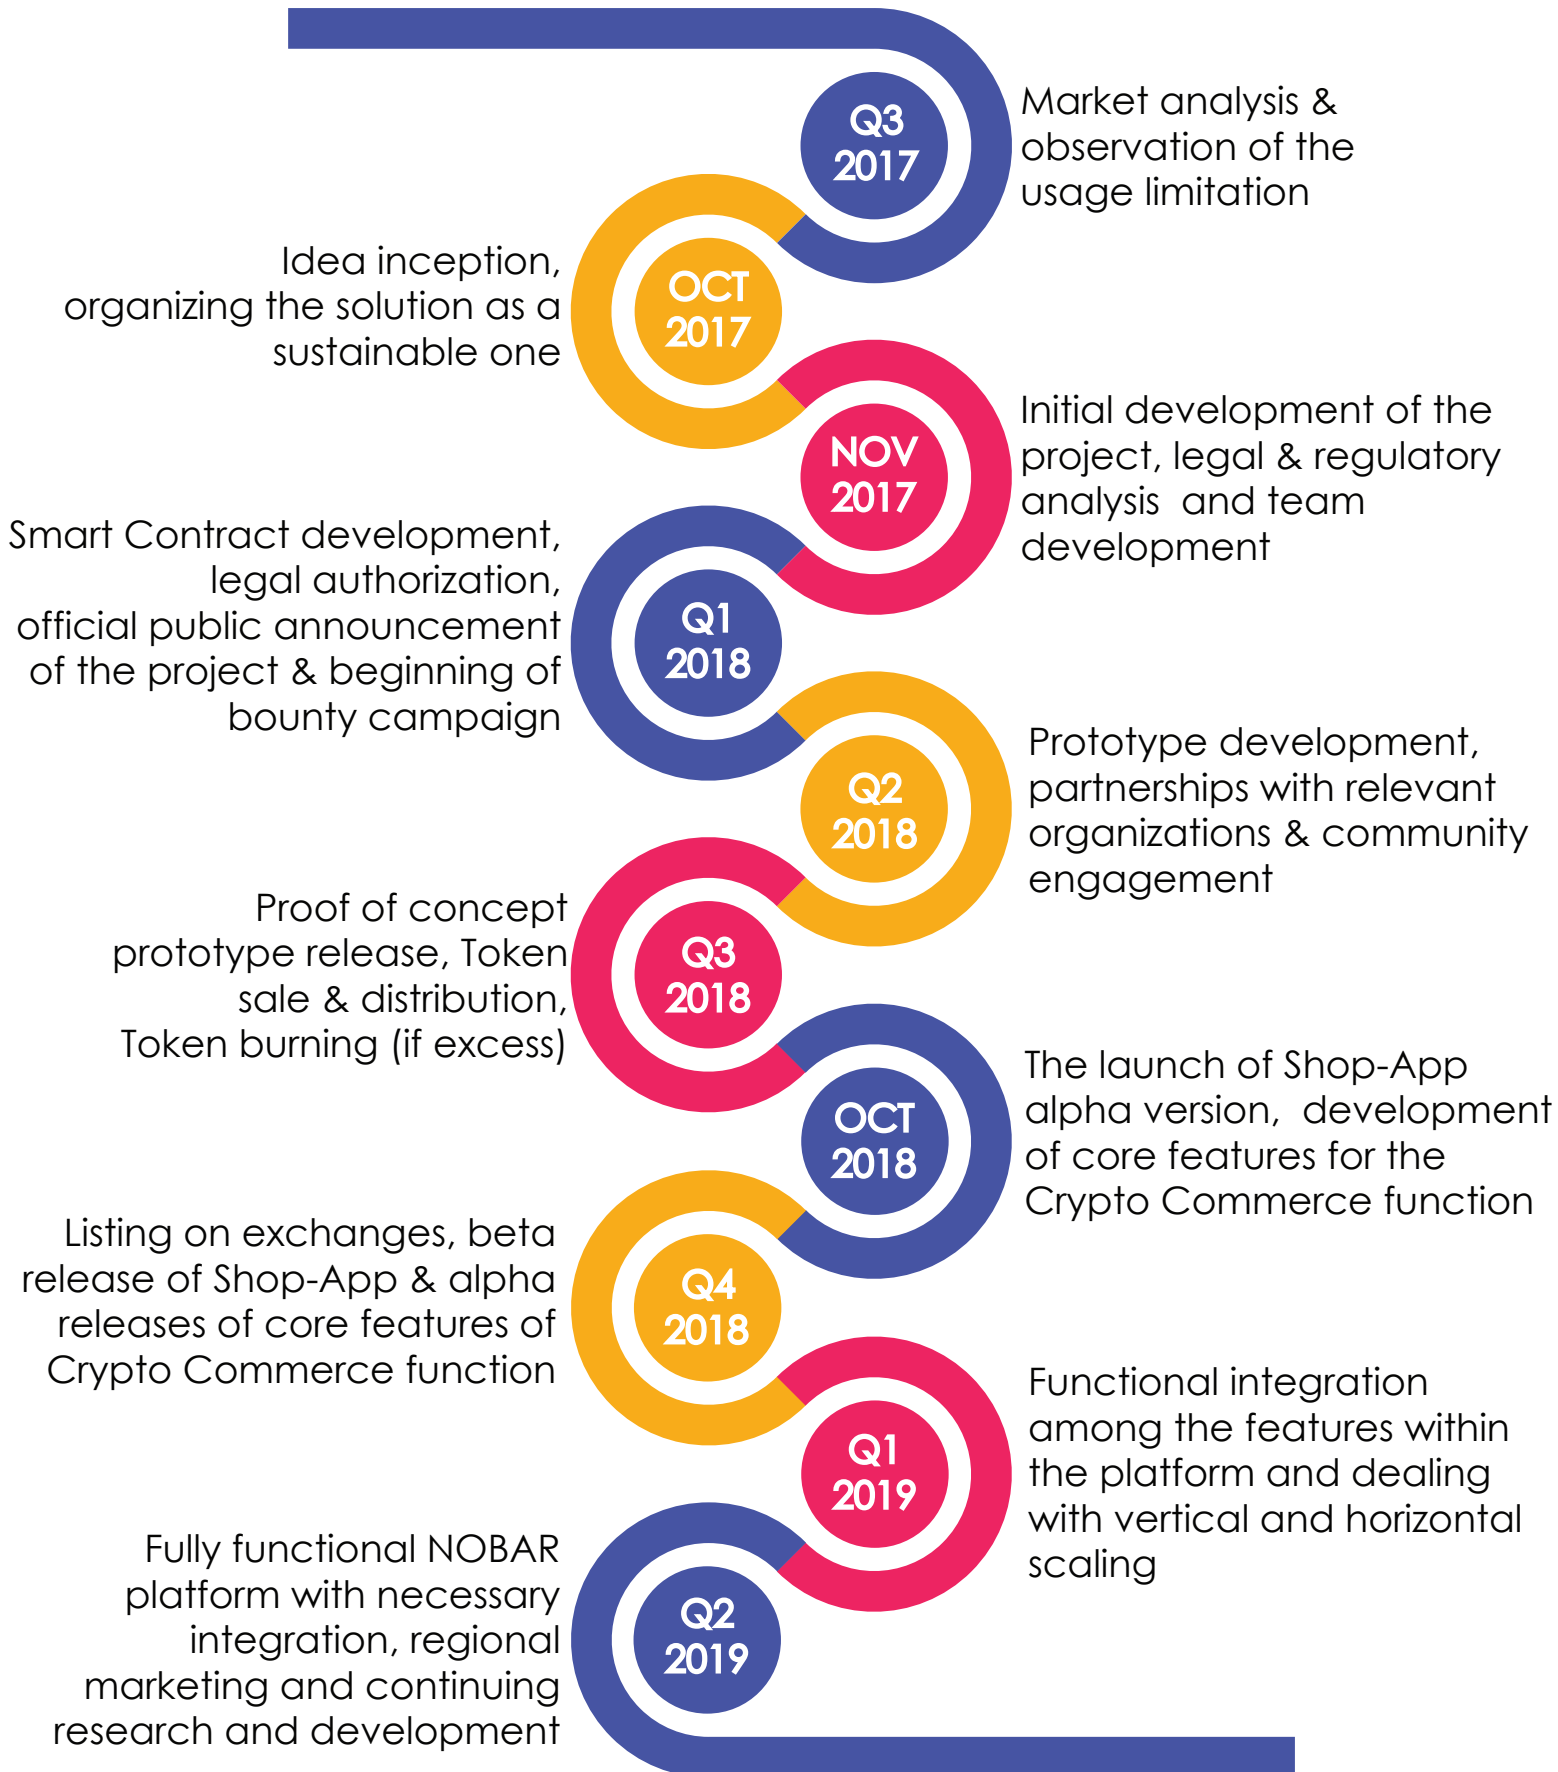 Q3
2017
Market analysis &
observation of the
usage limitation
Idea inception,
organizing the solution as a
sustainable one
OCT
2017
NOV
2017
Initial development of the
project, legal & regulatory
analysis  and team
development
Smart Contract development,
legal authorization,
official public announcement
of the project & beginning of
bounty campaign
Q1
2018
Q2
2018
Prototype development,
partnerships with relevant
organizations & community
engagement
Proof of concept
prototype release, Token
sale & distribution,
Token burning (if excess)
Q3
2018
OCT
2018
The launch of Shop-App
alpha version,  development
of core features for the
Crypto Commerce function
Listing on exchanges, beta
release of Shop-App & alpha
releases of core features of
Crypto Commerce function
Q4
2018
Q1
2019
Functional integration
among the features within
the platform and dealing
with vertical and horizontal
scaling
Fully functional NOBAR
platform with necessary
integration, regional
marketing and continuing
research and development
Q2
2019